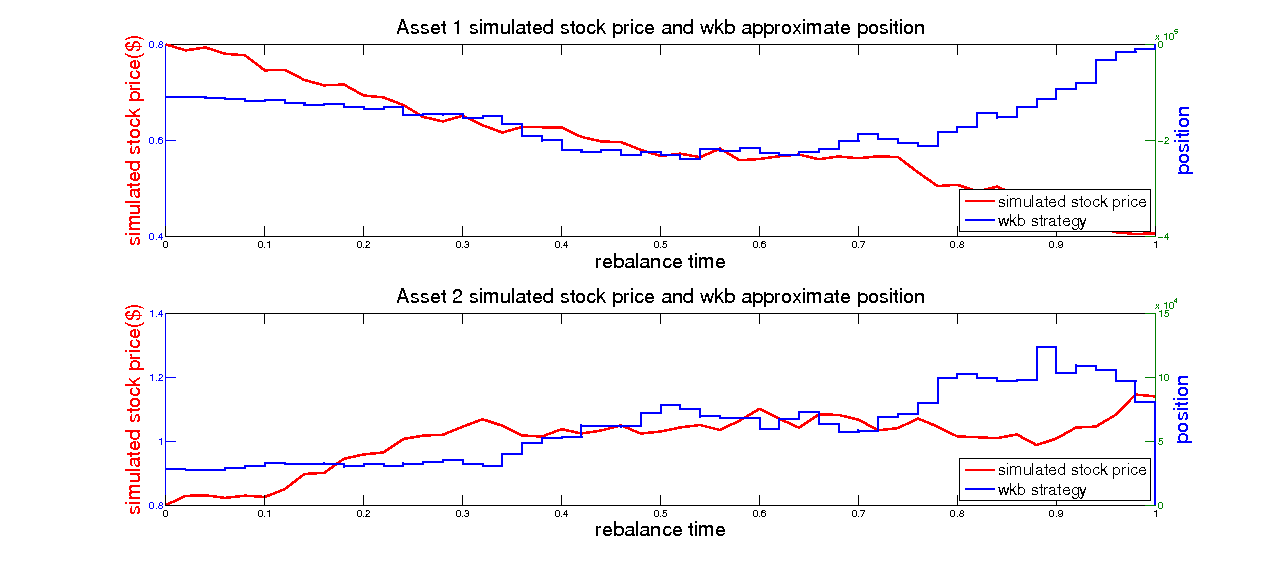 Asset 1 simulated stock price and wkb approximate position
x 10^6
simulated stock price($)
0.8
0.6
0.4
0
-2
-4
position
simulated stock price
wkb strategy
0 0.1 0.2 0.3 0.4 0.5 0.6 0.7 0.8 0.9 1
rebalance time
Asset 2 simulated stock price and wkb approximate position
x 10^4
simulated stock price($)
1.4
1.2
1
0.8
15
10
5
0
position
simulated stock price
wkb strategy
0 0.1 0.2 0.3 0.4 0.5 0.6 0.7 0.8 0.9 1
rebalance time